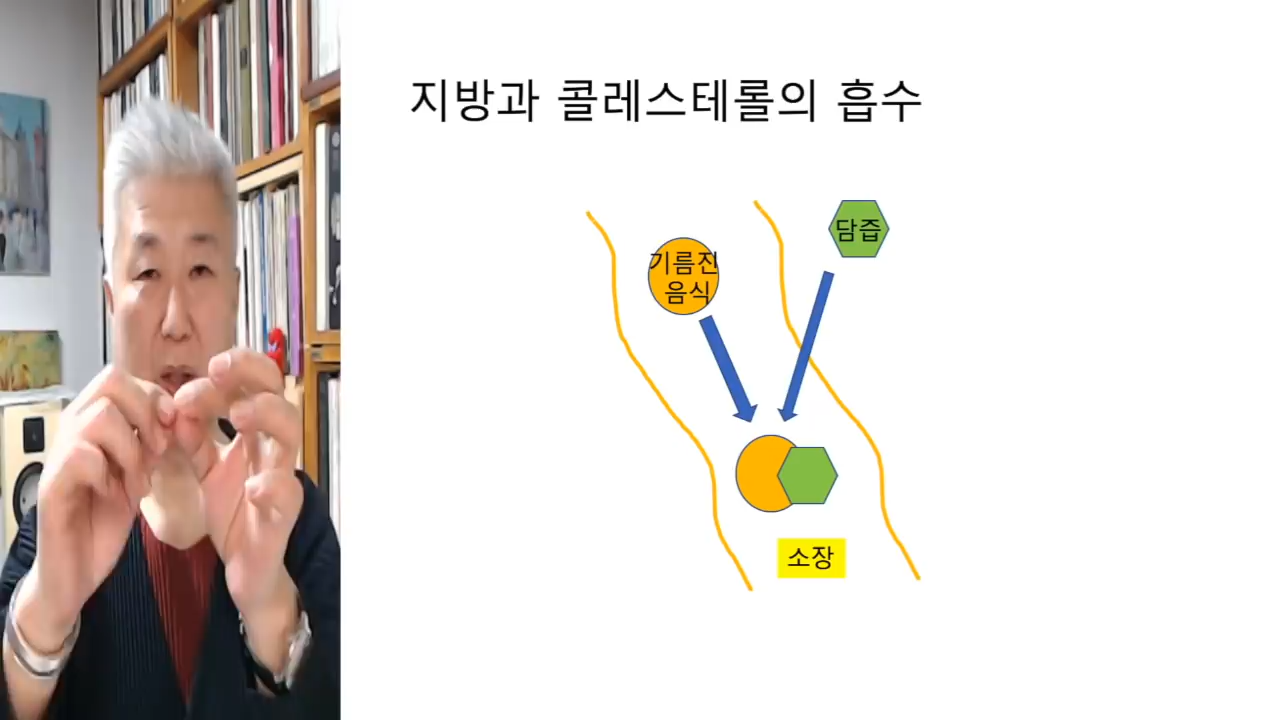 지방과 콜레스테롤의 흡수
담즙
기름진
음식
소장